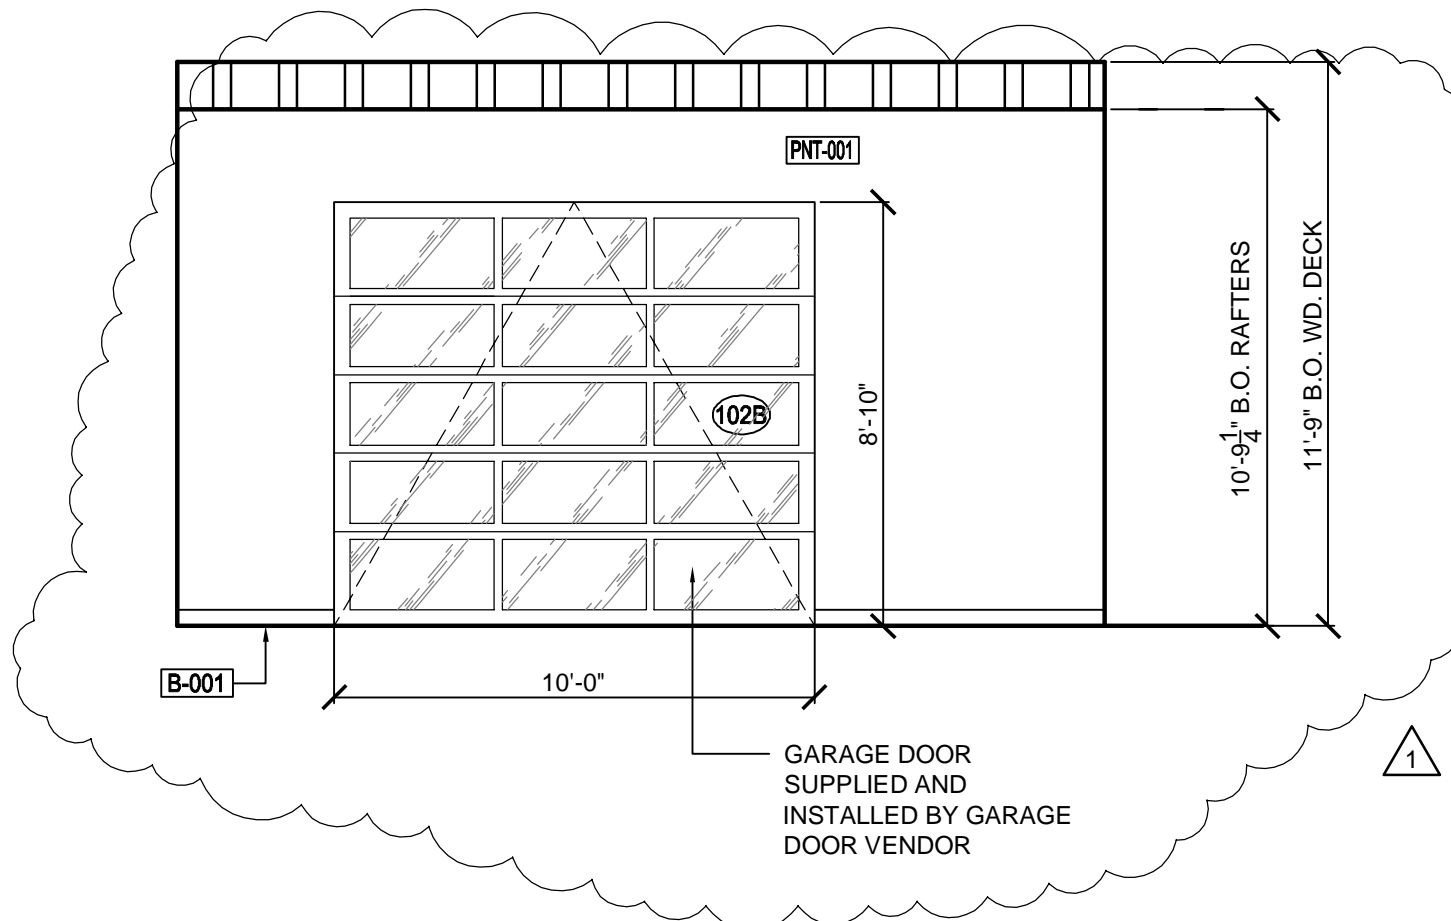 PNT-001
102B
8'-10"
10'-9 1/4" B.O. RAFTERS
11'-9" B.O. WD. DECK
B-001
10'-0"
GARAGE DOOR
SUPPLIED AND
INSTALLED BY GARAGE
DOOR VENDOR
1